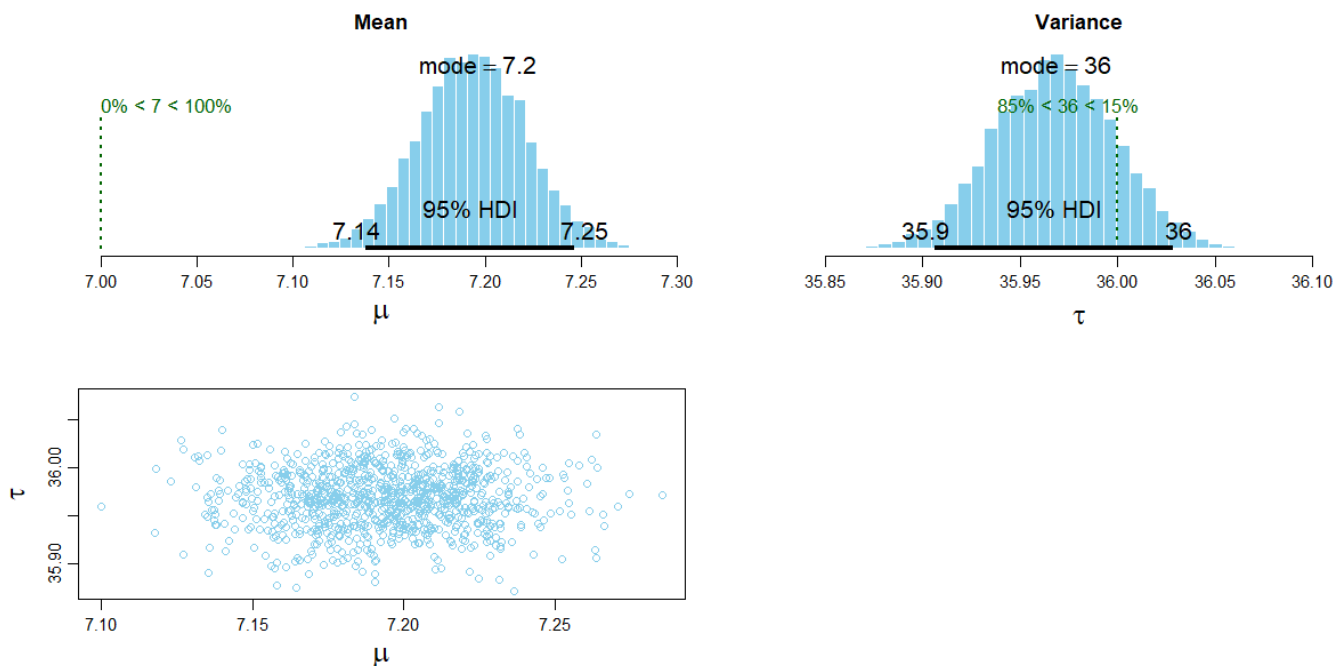 Mean
mode = 7.2
0% < 7 < 100%
95% HDI
7.14 7.25
7.00 7.05 7.10 7.15 7.20 7.25 7.30
μ
Variance
mode = 36
85% < 36 < 15%
95% HDI
35.9 36
35.85 35.90 35.95 36.00 36.05 36.10
τ
τ
36.00
35.90
7.10 7.15 7.20 7.25
μ